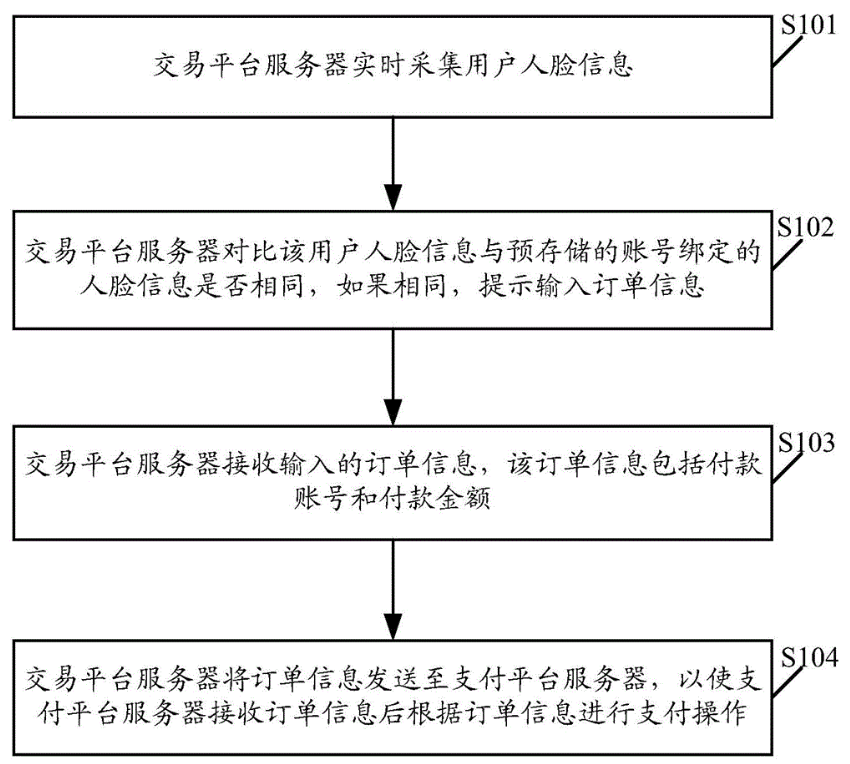 S101
交易平台服务器实时采集用户人脸信息
S102
交易平台服务器对比该用户人脸信息与预存储的账号绑定的
人脸信息是否相同，如果相同，提示输入订单信息
S103
交易平台服务器接收输入的订单信息，该订单信息包括付款
账号和付款金额
S104
交易平台服务器将订单信息发送至支付平台服务器，以使支
付平台服务器接收订单信息后根据订单信息进行支付操作